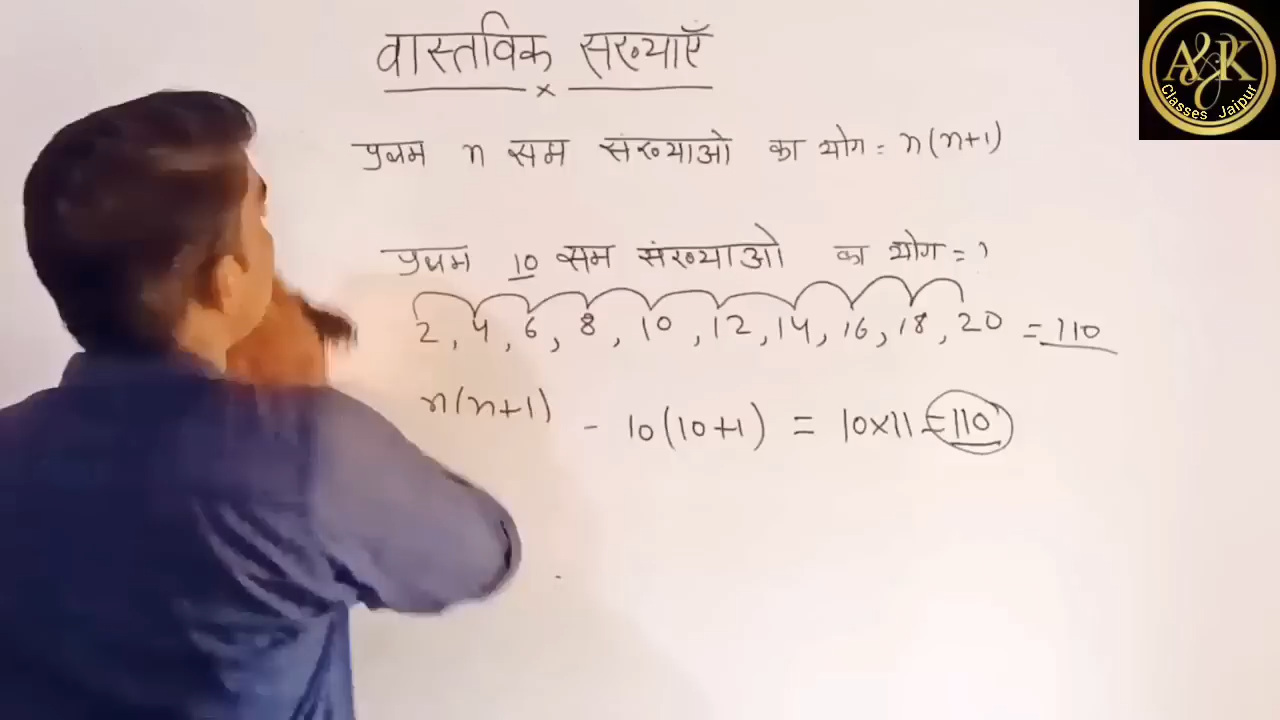 वास्तविक संख्याएँ
प्रथम n सम संख्याओ का योग = n(n+1)
प्रथम 10 सम संख्याओ का योग = ?
2, 4, 6, 8, 10, 12, 14, 16, 18, 20 = 110
n(n+1) - 10(10+1) = 10×11 = 110
A&K
Classes Jaipur